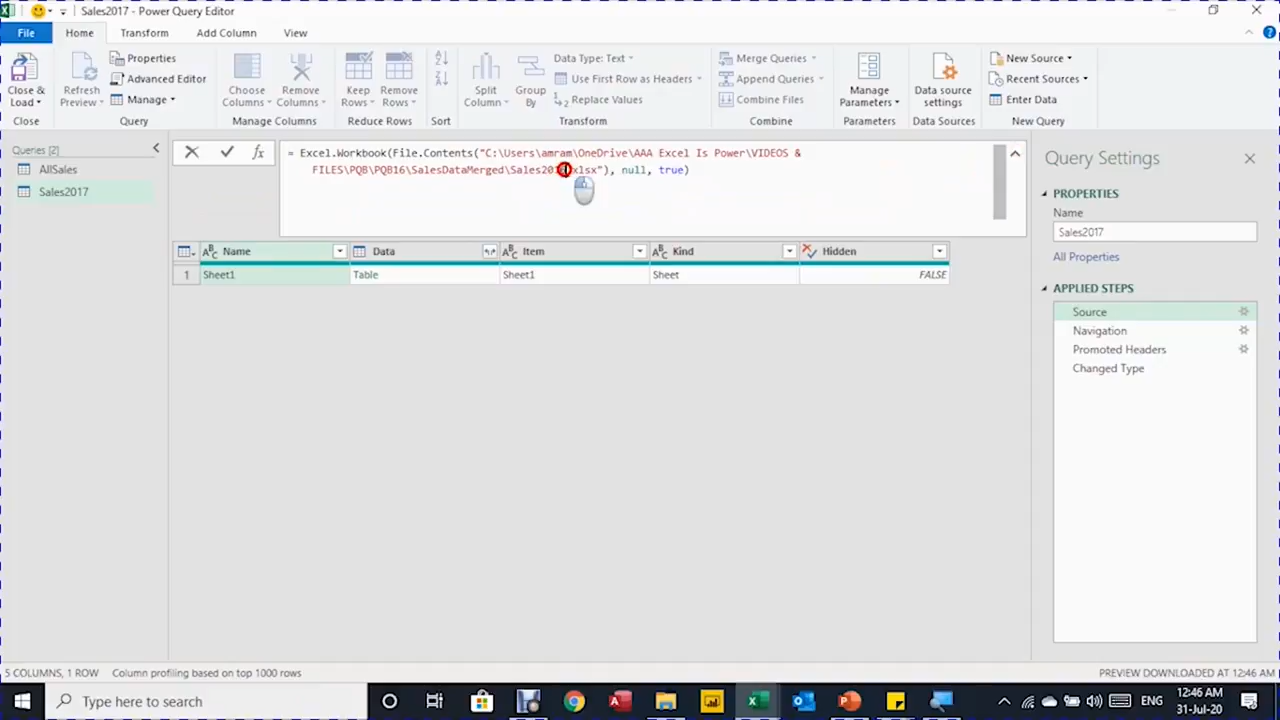 Sales2017 - Power Query Editor
File
Home
Transform
Add Column
View
Close & Load
Close
Refresh Preview
Properties
Advanced Editor
Manage
Query
Choose Columns
Remove Columns
Manage Columns
Keep Rows
Remove Rows
Reduce Rows
Sort
Split Column
Group By
Data Type: Text
Use First Row as Headers
Replace Values
Transform
Merge Queries
Append Queries
Combine Files
Combine
Manage Parameters
Parameters
Data source settings
Data Sources
New Source
Recent Sources
Enter Data
New Query
Queries [2]
AllSales
Sales2017
= Excel.Workbook(File.Contents("C:\Users\amram\OneDrive\AAA Excel Is Power\VIDEOS &
FILES\PQB\PQB16\SalesDataMerged\ xlsx"), null, true)
Name
Data
Item
Kind
Hidden
1
Sheet1
Table
Sheet1
Sheet
FALSE
Query Settings
PROPERTIES
Name
Sales2017
All Properties
APPLIED STEPS
Source
Navigation
Promoted Headers
Changed Type
5 COLUMNS, 1 ROW
Column profiling based on top 1000 rows
PREVIEW DOWNLOADED AT 12:46 AM
Type here to search
ENG
12:46 AM
31-Jul-20